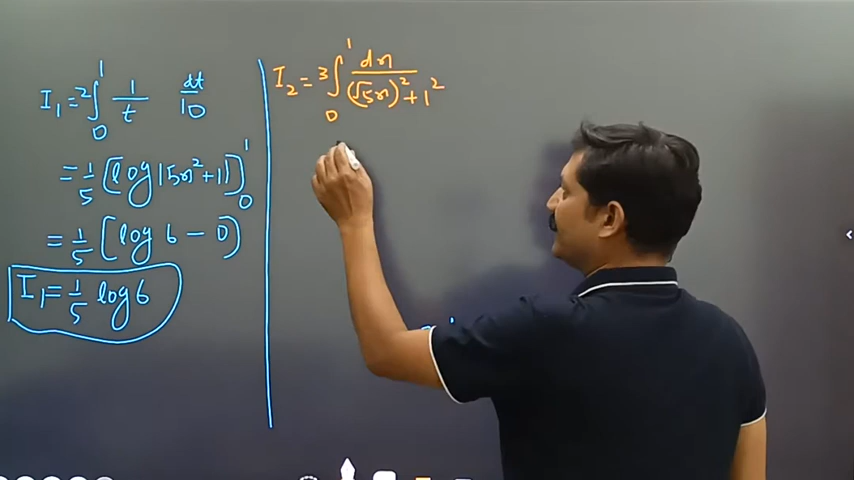 I₁ = 2 ∫₀¹ 1/t dt/10
= 1/5 [log |5x²+1|]₀¹
= 1/5 [log 6 − 0]
I₁ = 1/5 log 6
I₂ = 3 ∫₀¹ dx/((√5x)² + 1²)